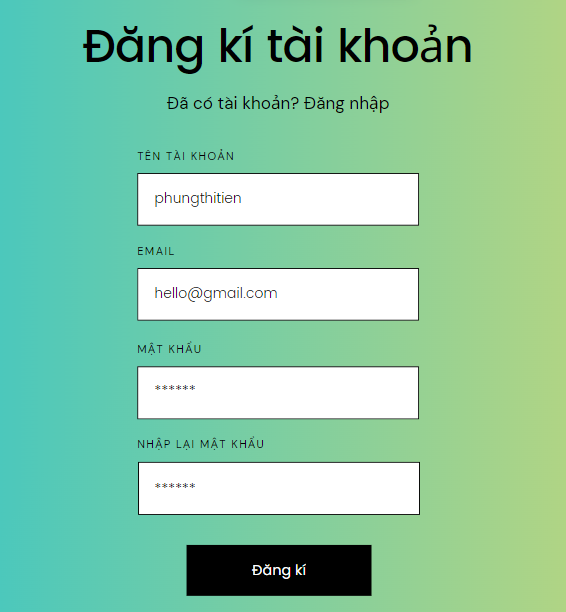 Đăng kí tài khoản
Đã có tài khoản? Đăng nhập
TÊN TÀI KHOẢN
phungthitien
EMAIL
hello@gmail.com
MẬT KHẨU
******
NHẬP LẠI MẬT KHẨU
******
Đăng kí